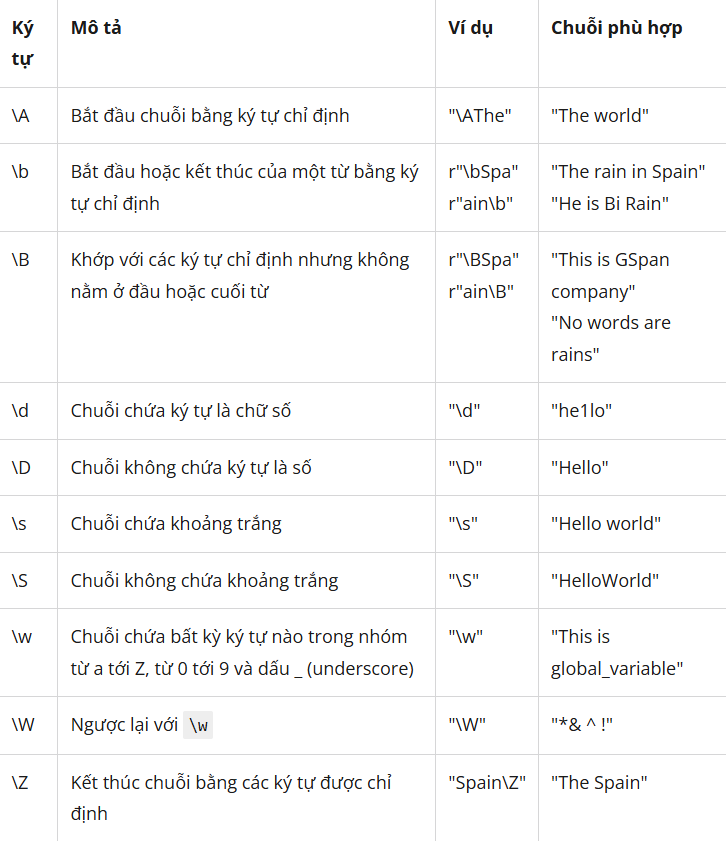 Ký tự Mô tả Ví dụ Chuỗi phù hợp
\A Bắt đầu chuỗi bằng ký tự chỉ định "\AThe" "The world"
\b Bắt đầu hoặc kết thúc của một từ bằng ký r"\bSpa" "The rain in Spain"
tự chỉ định r"ain\b" "He is Bi Rain"
\B Khớp với các ký tự chỉ định nhưng không r"\BSpa" "This is GSpan
nằm ở đầu hoặc cuối từ r"ain\B" company"
"No words are
rains"
\d Chuỗi chứa ký tự là chữ số "\d" "he1lo"
\D Chuỗi không chứa ký tự là số "\D" "Hello"
\s Chuỗi chứa khoảng trắng "\s" "Hello world"
\S Chuỗi không chứa khoảng trắng "\S" "HelloWorld"
\w Chuỗi chứa bất kỳ ký tự nào trong nhóm "\w" "This is
từ a tới Z, từ 0 tới 9 và dấu _ (underscore) global_variable"
\W Ngược lại với \w "\W" "*& ^ !"
\Z Kết thúc chuỗi bằng các ký tự được chỉ "Spain\Z" "The Spain"
định